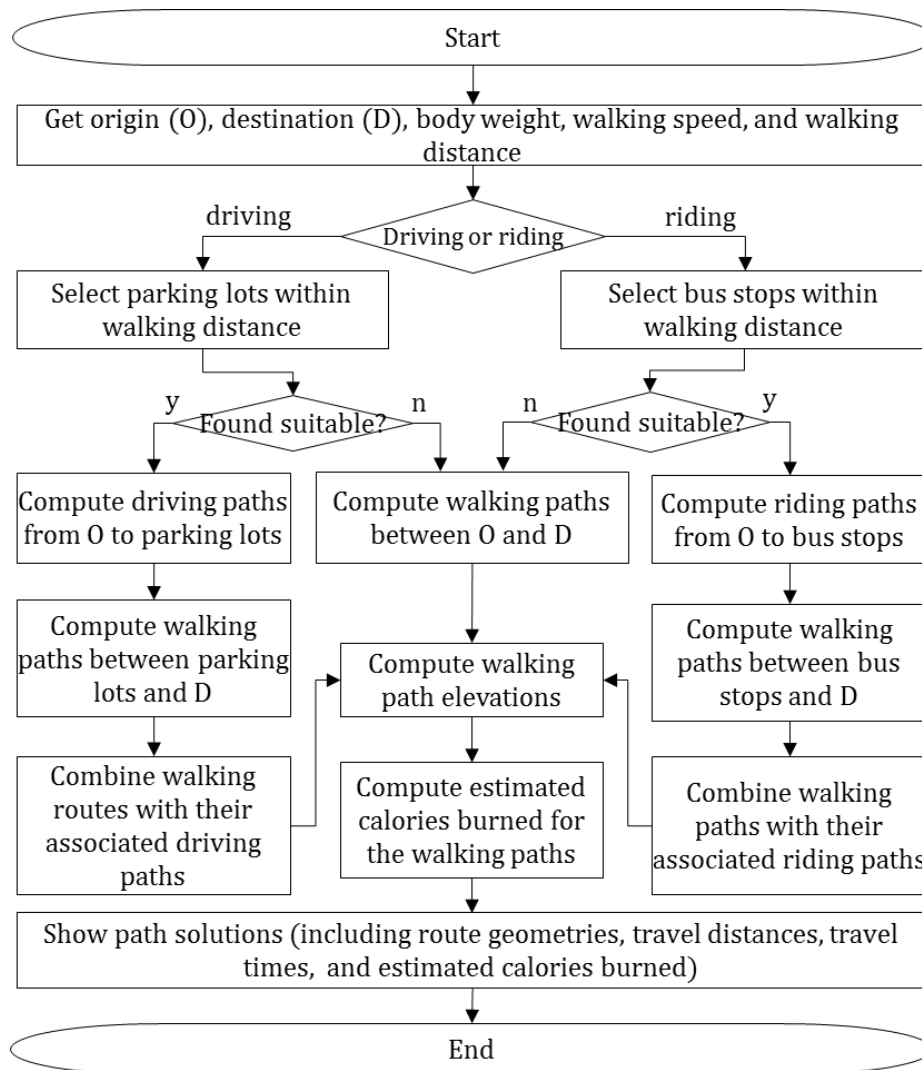 Start
Get origin (O), destination (D), body weight, walking speed, and walking
distance
driving
riding
Driving or riding
Select parking lots within
walking distance
Select bus stops within
walking distance
y
n
n
y
Found suitable?
Found suitable?
Compute driving paths
from O to parking lots
Compute walking paths
between O and D
Compute riding paths
from O to bus stops
Compute walking
paths between parking
lots and D
Compute walking
path elevations
Compute walking
paths between bus
stops and D
Combine walking
routes with their
associated driving
paths
Compute estimated
calories burned for
the walking paths
Combine walking
paths with their
associated riding paths
Show path solutions (including route geometries, travel distances, travel
times,  and estimated calories burned)
End